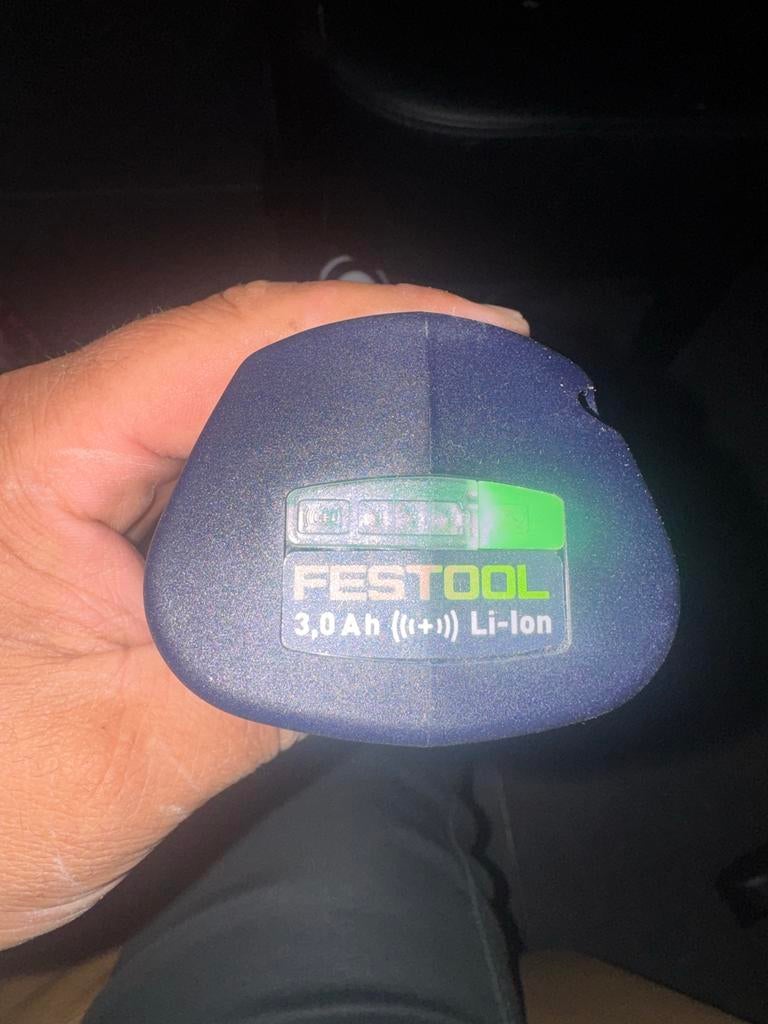 FESTOOL
3,0 Ah (((+))) Li-Ion